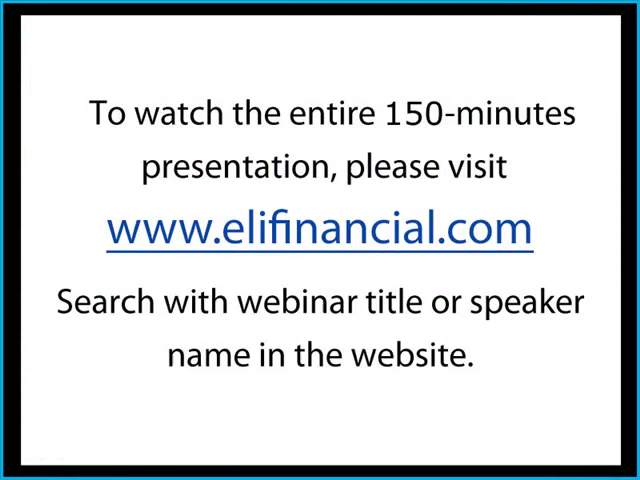 To watch the entire 150-minutes
presentation, please visit
www.elifinancial.com
Search with webinar title or speaker
name in the website.